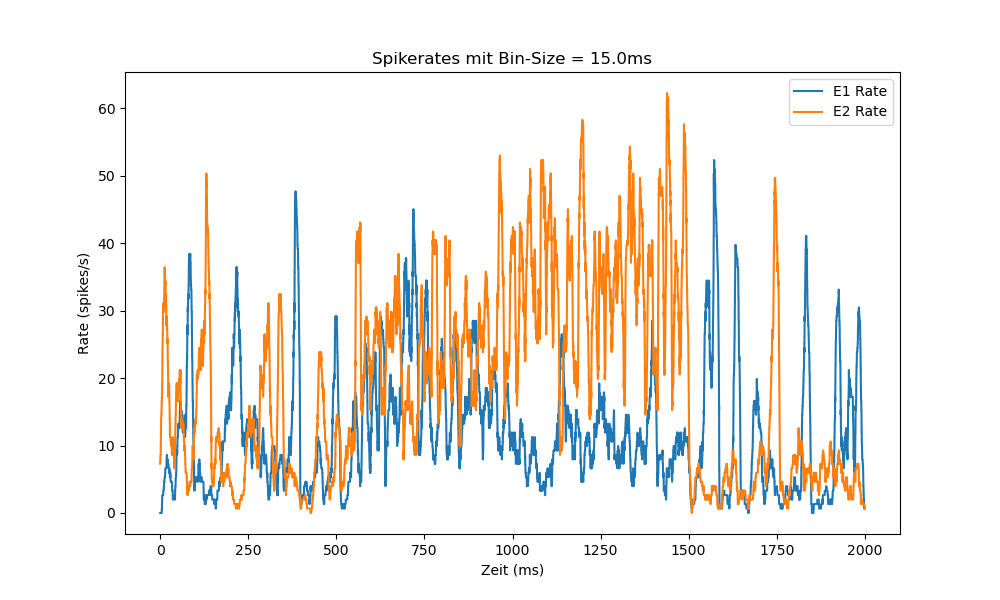 Spikerates mit Bin-Size = 15.0ms
E1 Rate
E2 Rate
60
50
40
30
20
10
0
Rate (spikes/s)
0 250 500 750 1000 1250 1500 1750 2000
Zeit (ms)